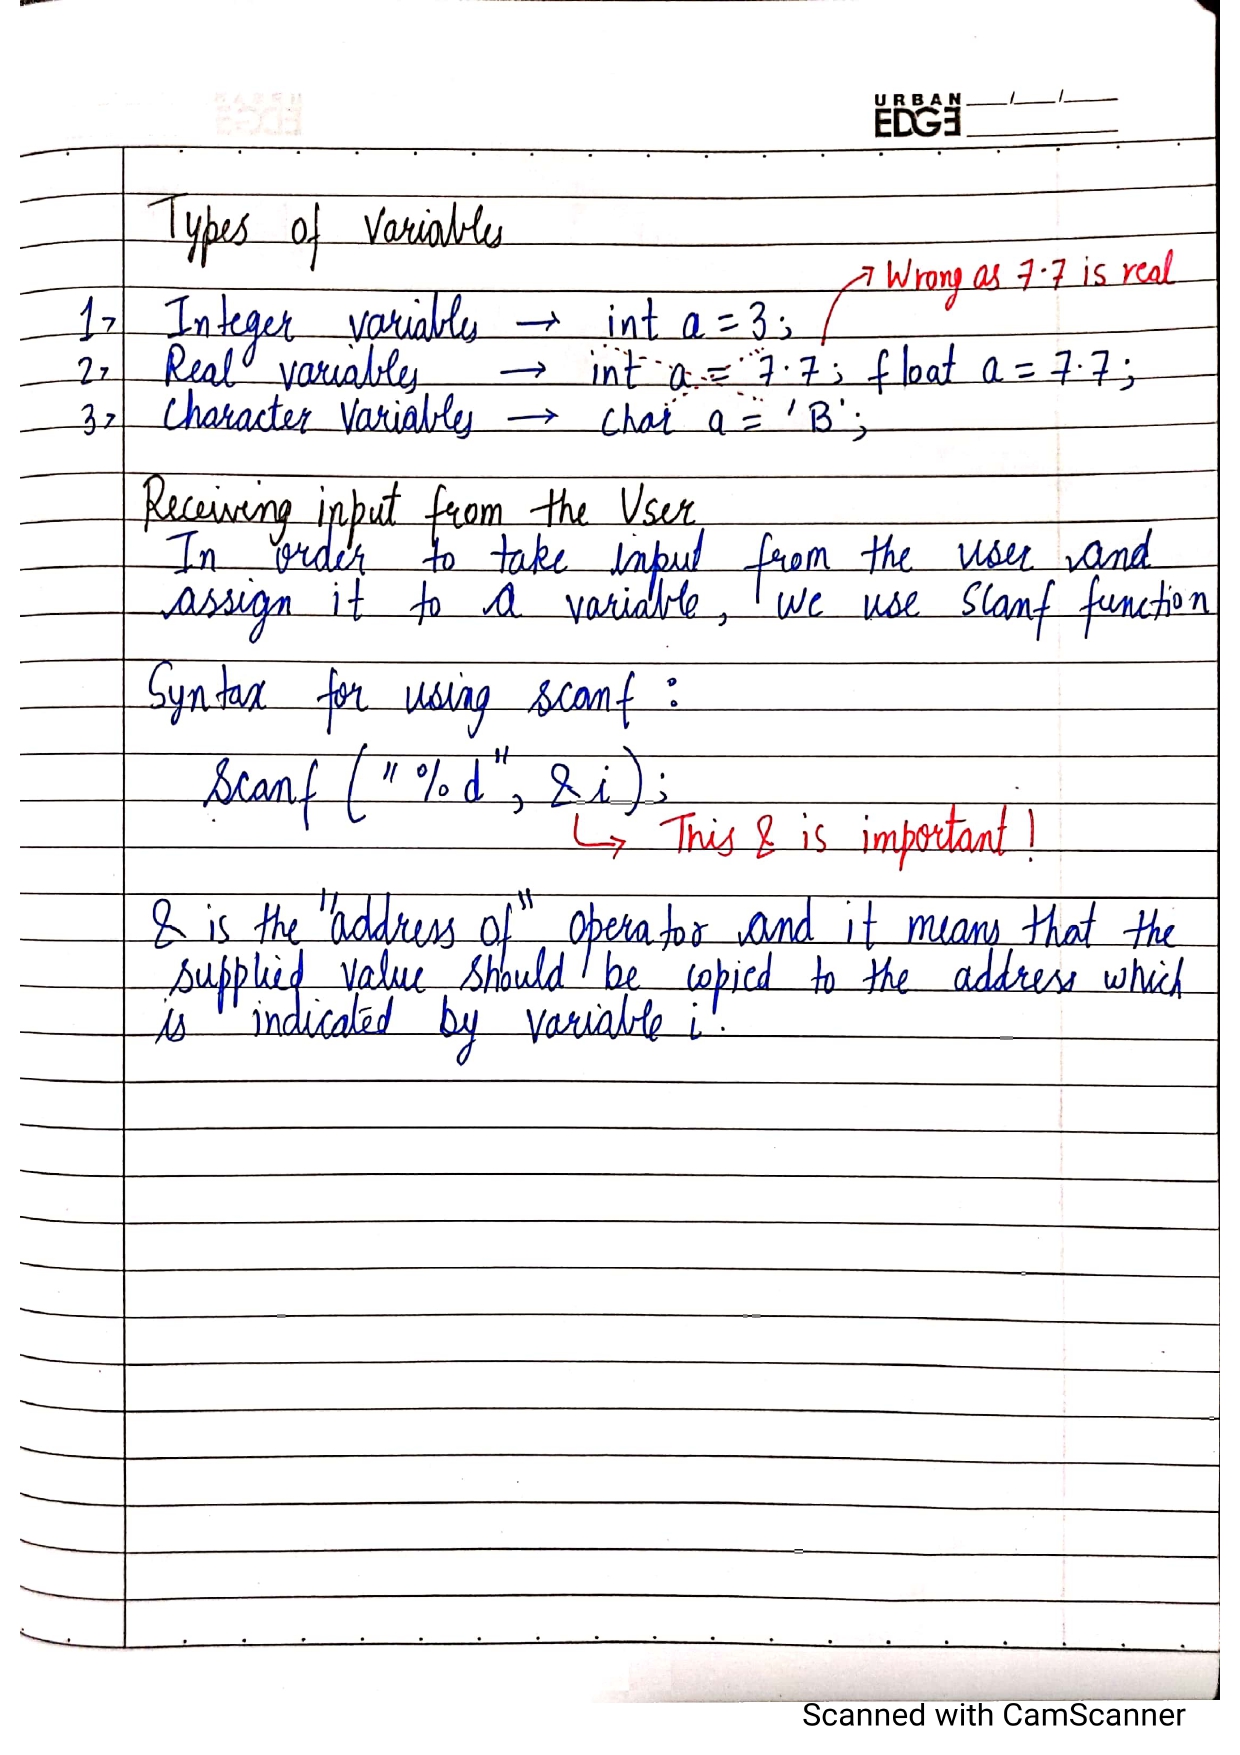 URBAN
EDGE
Types of Variables
→ Wrong as 7.7 is real
1> Integer variables → int a = 3;
2> Real variables → int a = 7.7; float a = 7.7;
3> Character Variables → char a = 'B';
Receiving input from the User
In order to take input from the user and
assign it to a variable, we use scanf function
Syntax for using scanf :
scanf ("%d", &i);
↳ This & is important!
& is the "address of" operator and it means that the
supplied value should be copied to the address which
is indicated by variable i.
Scanned with CamScanner